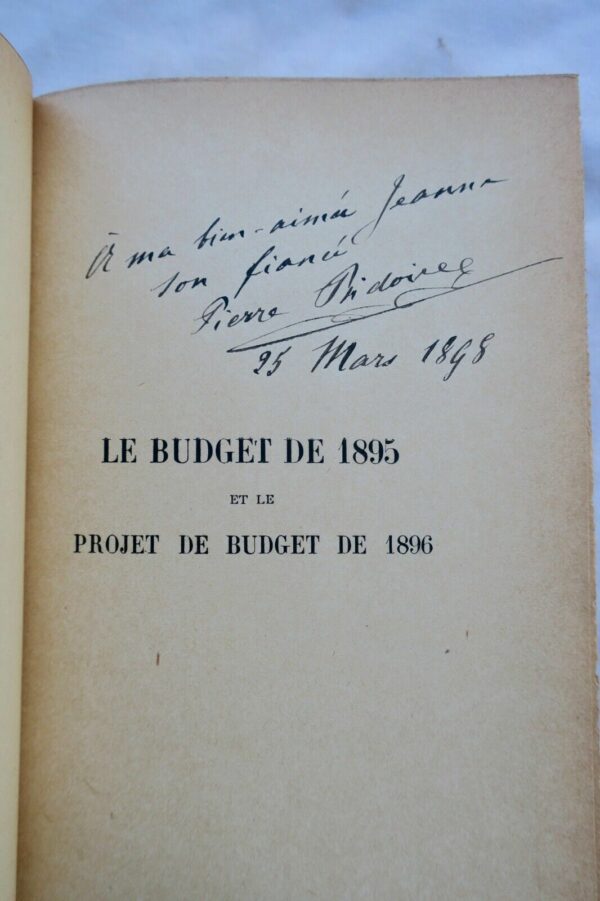 À ma bien-aimée Jeanne
son fiancé
Pierre
25 Mars 1898
LE BUDGET DE 1895
ET LE
PROJET DE BUDGET DE 1896